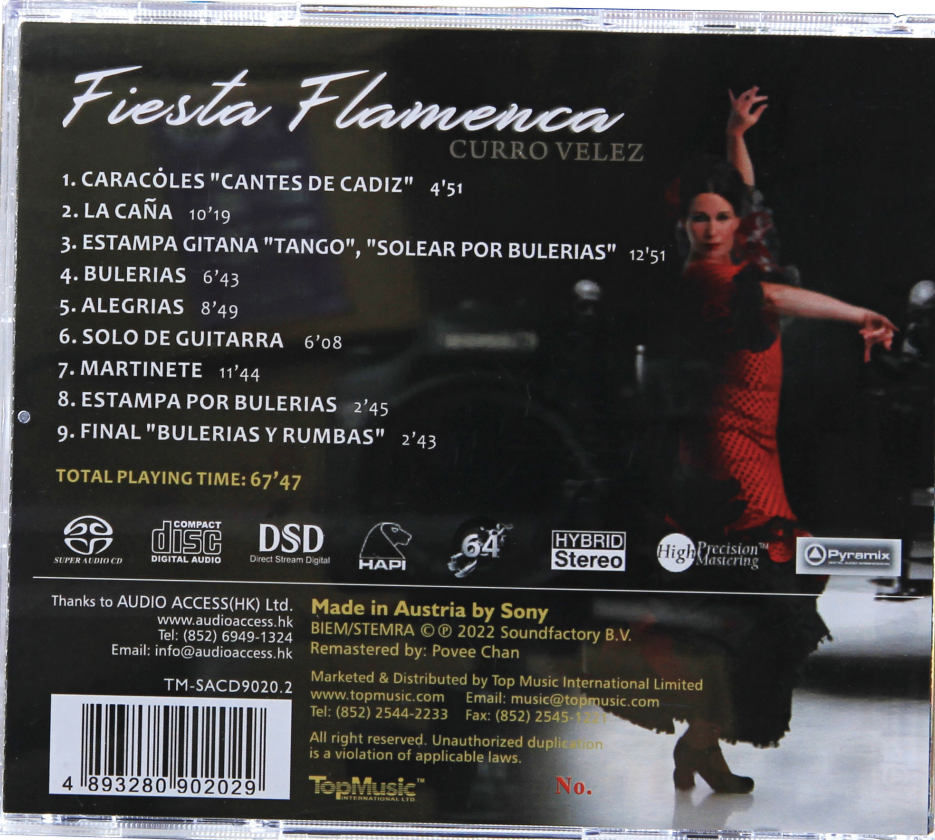 Fiesta Flamenca
CURRO VELEZ
1. CARACÓLES "CANTES DE CADIZ" 4'51
2. LA CAÑA 10'19
3. ESTAMPA GITANA "TANGO", "SOLEAR POR BULERIAS" 12'51
4. BULERIAS 6'43
5. ALEGRIAS 8'49
6. SOLO DE GUITARRA 6'08
7. MARTINETE 11'44
8. ESTAMPA POR BULERIAS 2'45
9. FINAL "BULERIAS Y RUMBAS" 2'43
TOTAL PLAYING TIME: 67'47
SUPER AUDIO CD
COMPACT disc DIGITAL AUDIO
DSD Direct Stream Digital
HAPI
64
HYBRID Stereo
High Precision™ Mastering
Pyramix
Thanks to AUDIO ACCESS(HK) Ltd.
www.audioaccess.hk
Tel: (852) 6949-1324
Email: info@audioaccess.hk
TM-SACD9020.2
4 893280 902029
Made in Austria by Sony
BIEM/STEMRA © ℗ 2022 Soundfactory B.V.
Remastered by: Povee Chan
Marketed & Distributed by Top Music International Limited
www.topmusic.com Email: music@topmusic.com
Tel: (852) 2544-2233 Fax: (852)
All right reserved. Unauthorized duplication
is a violation of applicable laws.
TopMusic™
INTERNATIONAL LTD.
No.